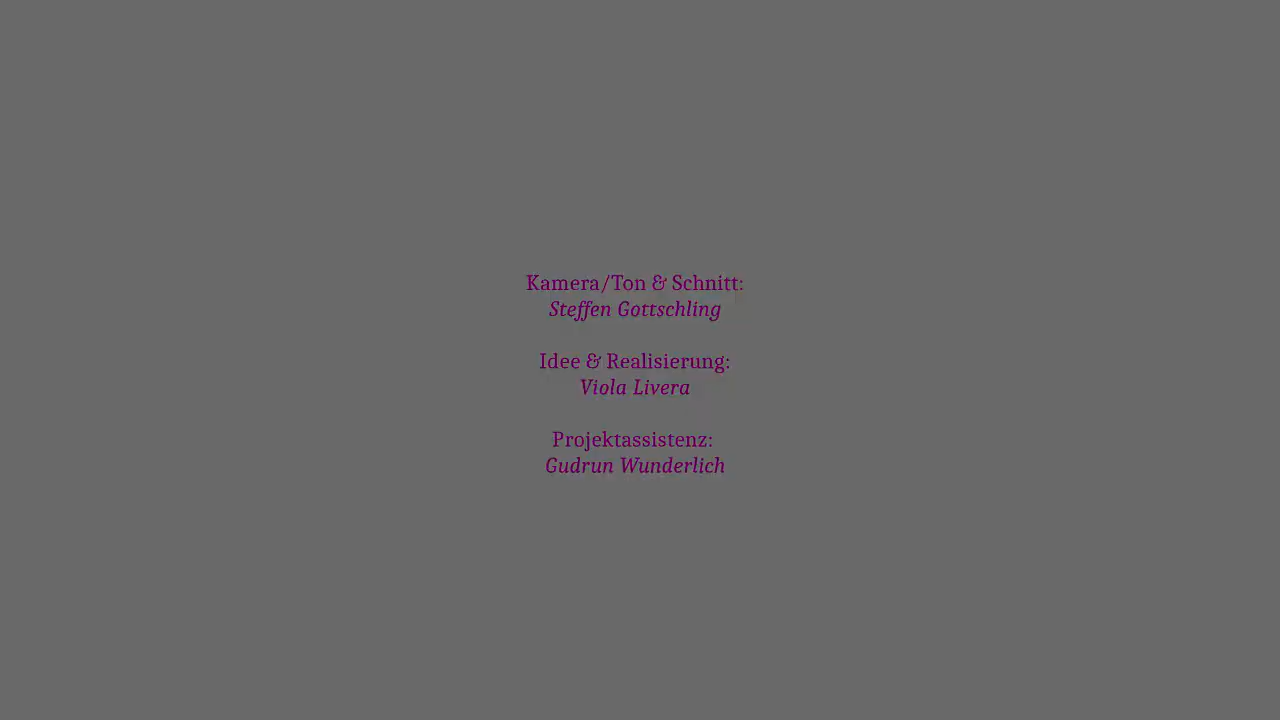 Kamera/Ton & Schnitt:
Steffen Gottschling
Idee & Realisierung:
Viola Livera
Projektassistenz:
Gudrun Wunderlich